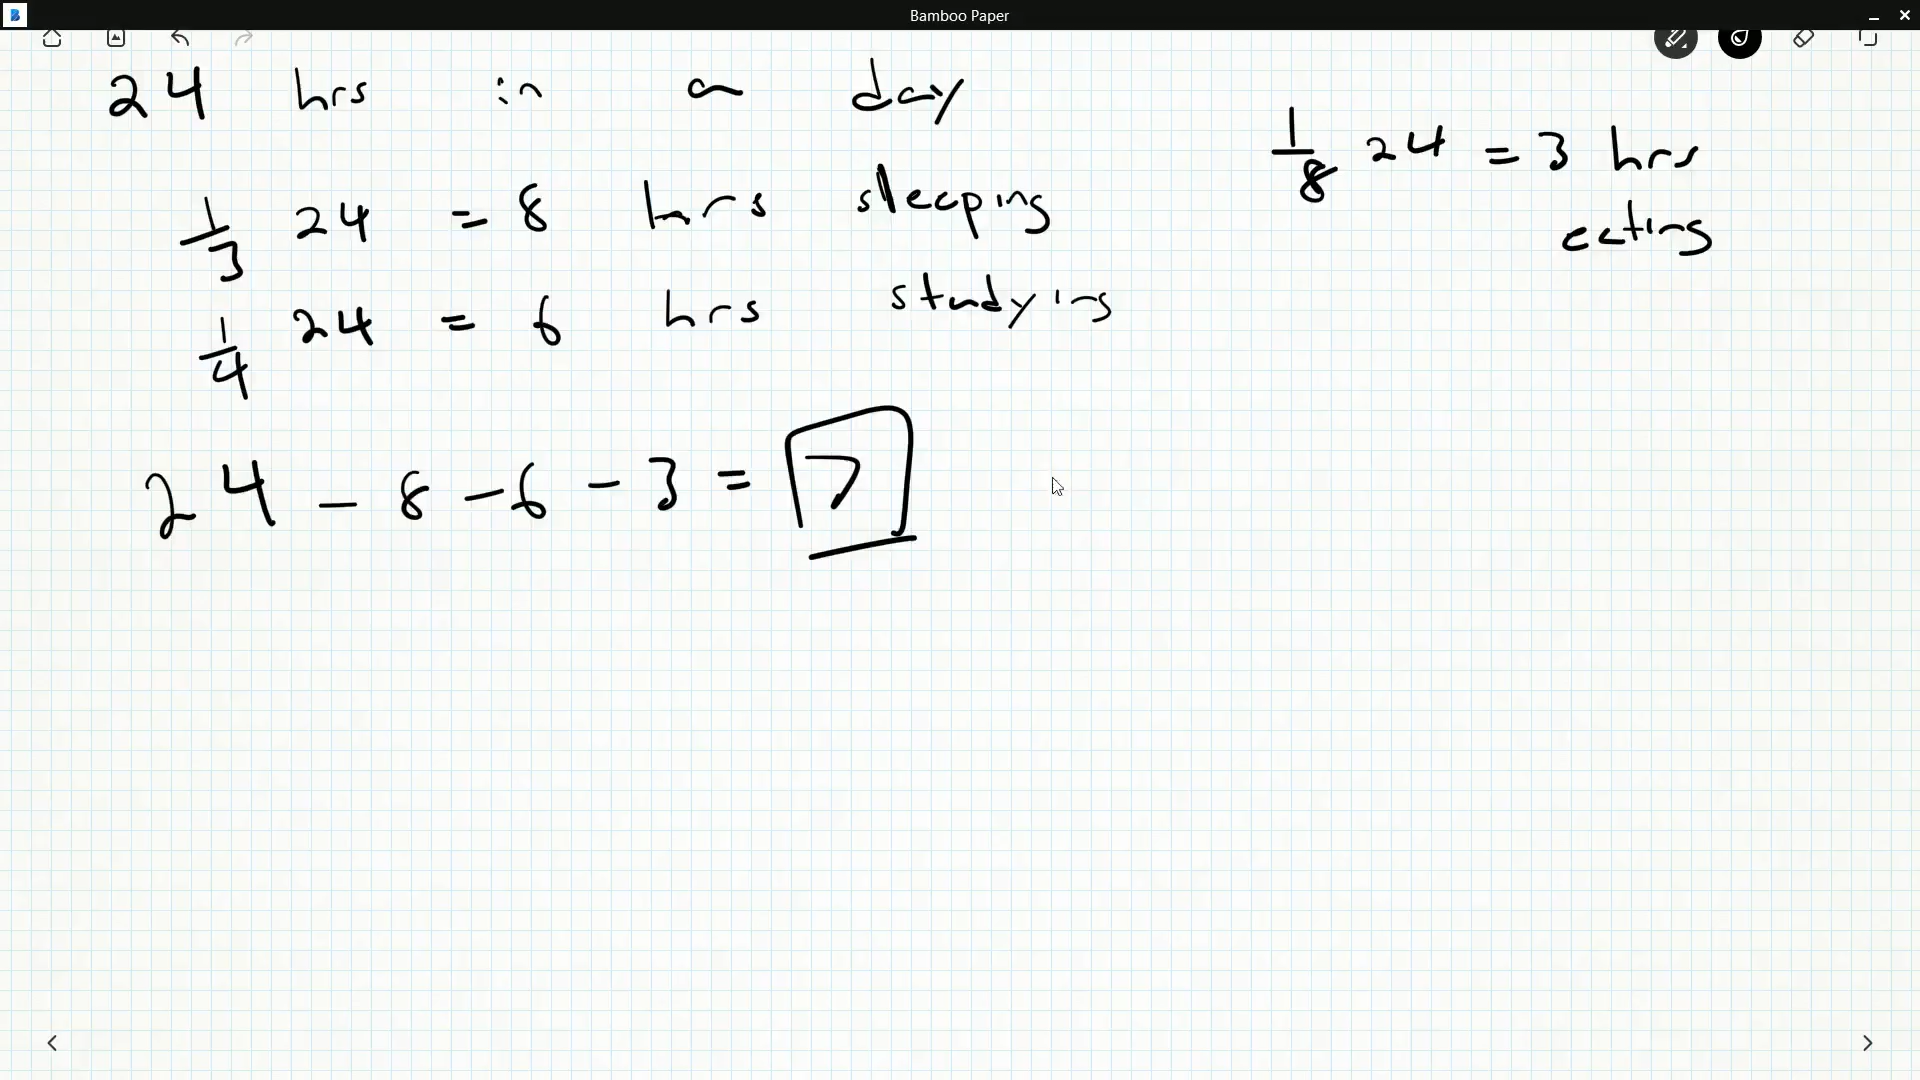 Bamboo Paper
24 hrs in a day
1/3 24 = 8 hrs sleeping
1/4 24 = 6 hrs studying
24 - 8 - 6 - 3 = 7
1/8 24 = 3 hrs
eating